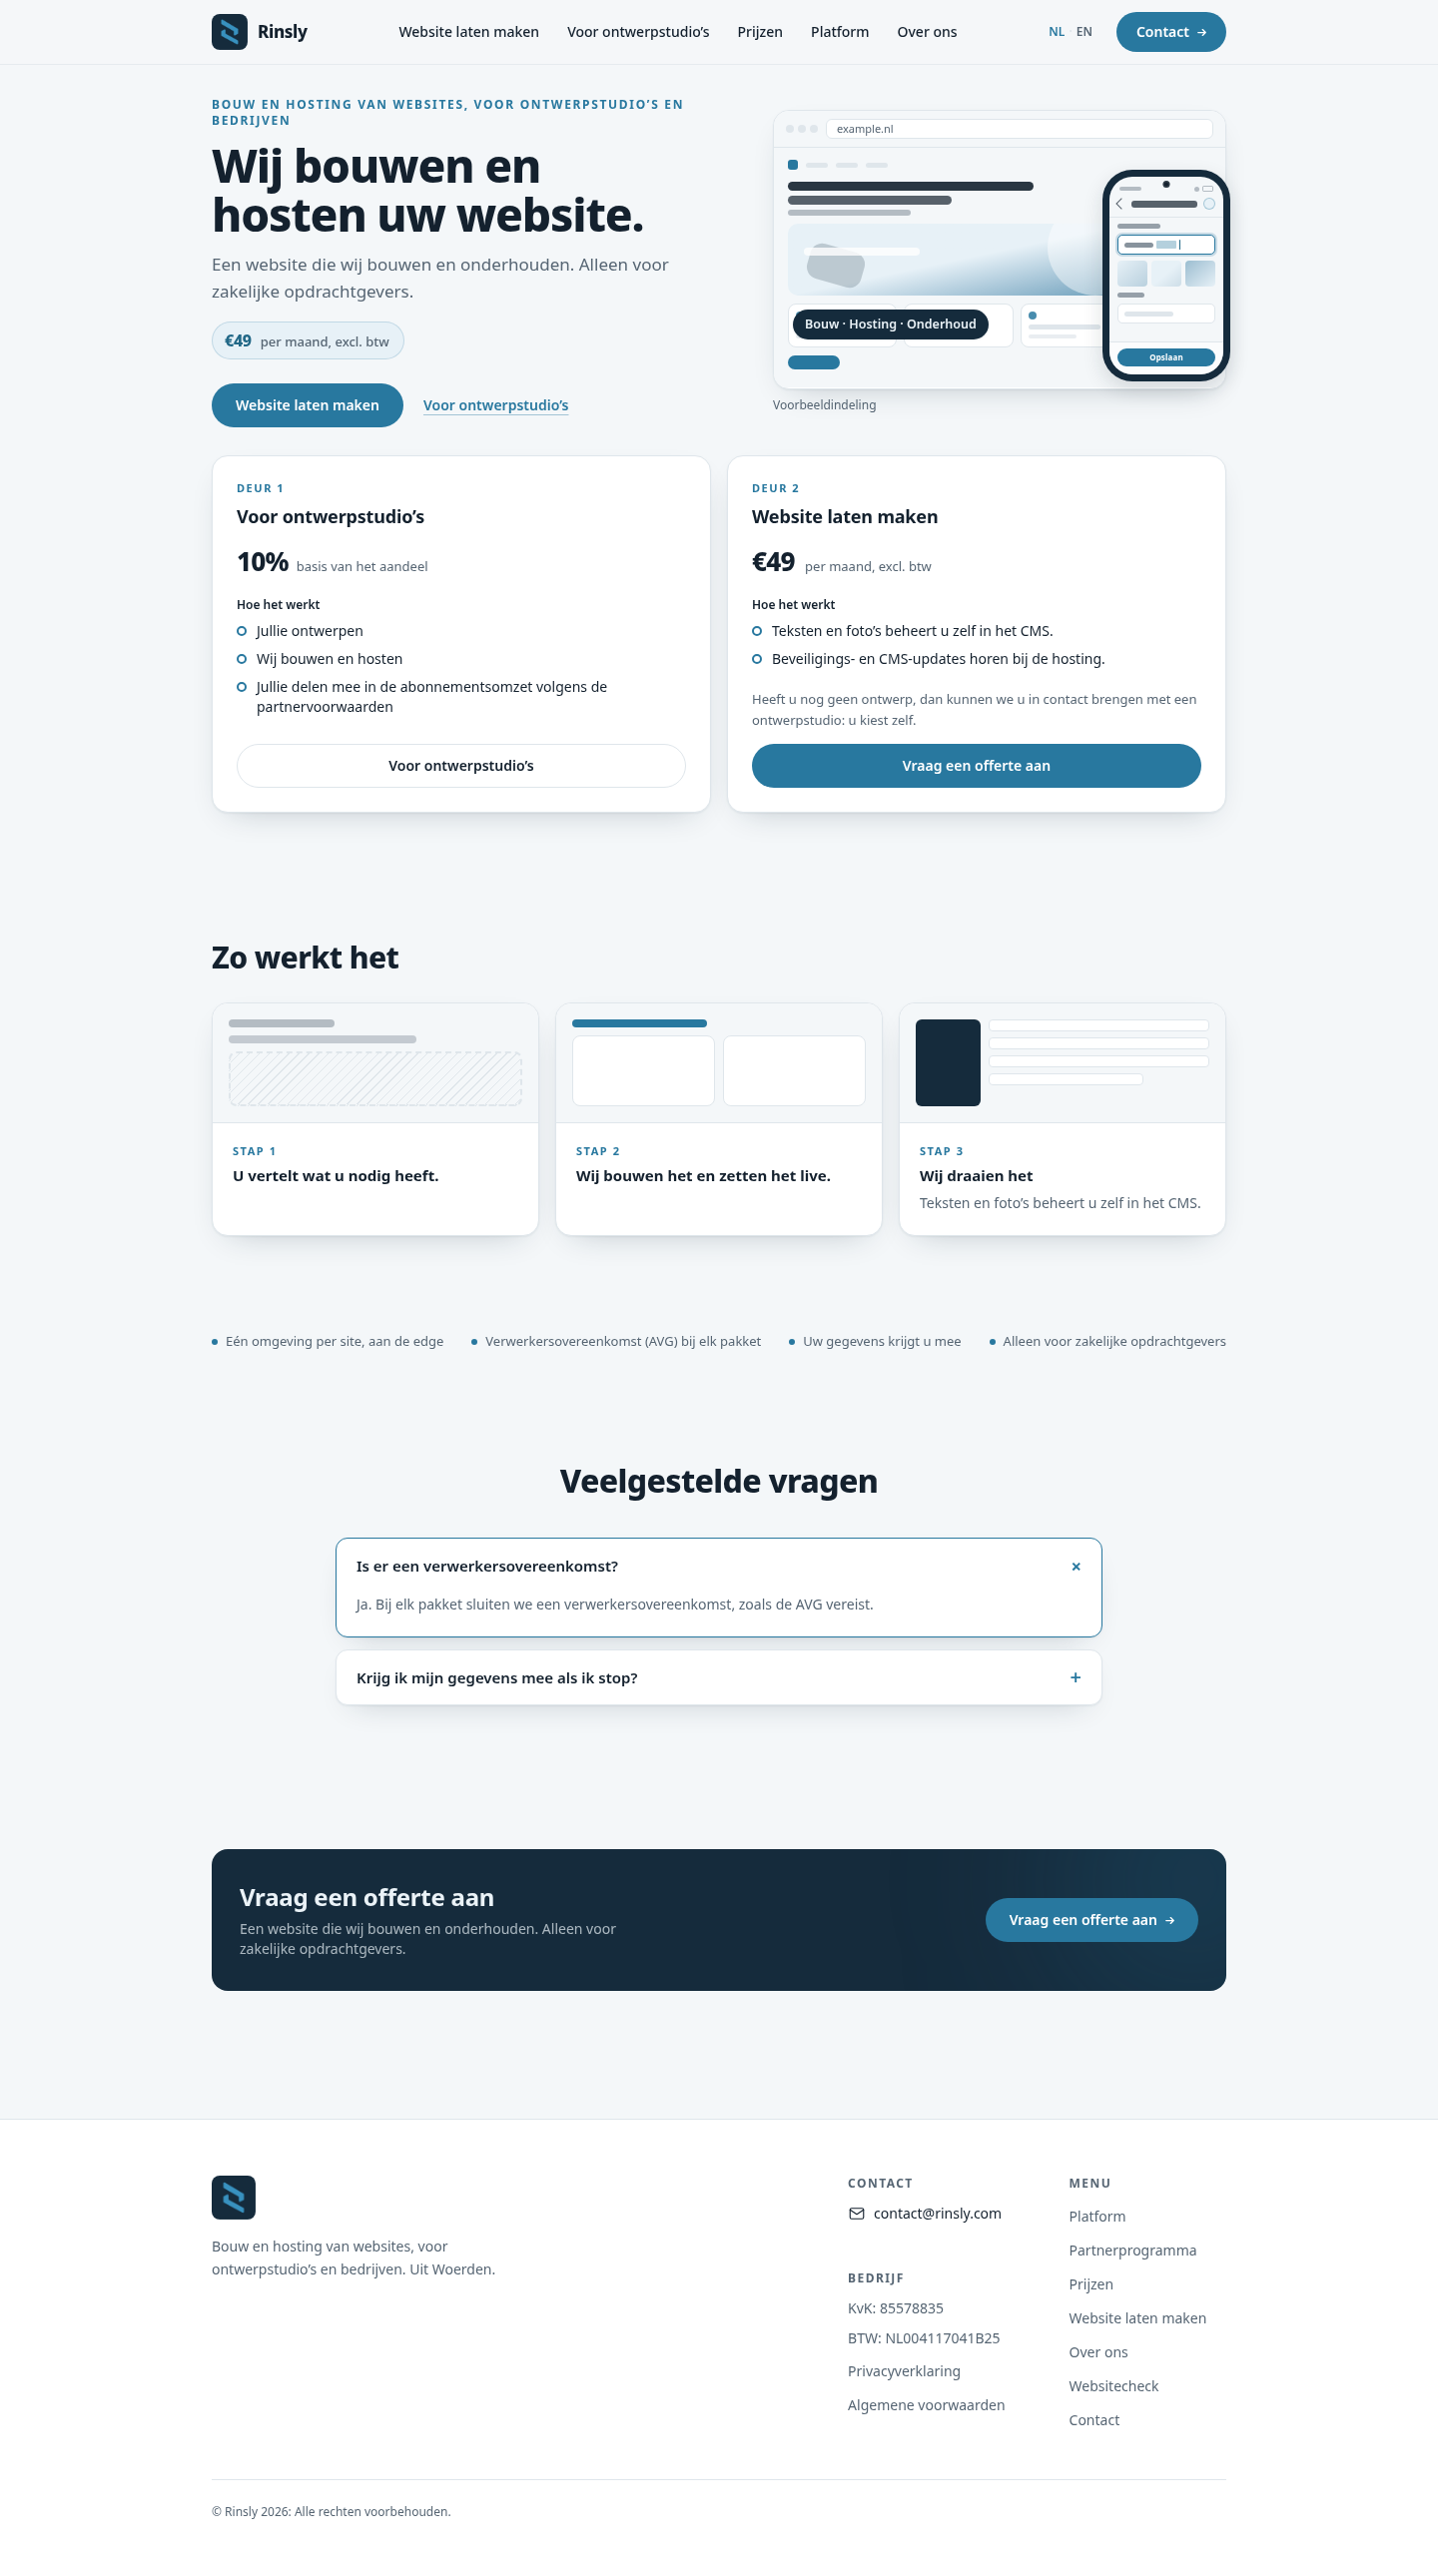 Rinsly
Website laten maken
Voor ontwerpstudio’s
Prijzen
Platform
Over ons
NL · EN
Contact →
BOUW EN HOSTING VAN WEBSITES, VOOR ONTWERPSTUDIO’S EN
BEDRIJVEN
Wij bouwen en
hosten uw website.
Een website die wij bouwen en onderhouden. Alleen voor
zakelijke opdrachtgevers.
€49 per maand, excl. btw
Website laten maken
Voor ontwerpstudio’s
example.nl
Bouw · Hosting · Onderhoud
Opslaan
Voorbeeldindeling
DEUR 1
Voor ontwerpstudio’s
10% basis van het aandeel
Hoe het werkt
Jullie ontwerpen
Wij bouwen en hosten
Jullie delen mee in de abonnementsomzet volgens de
partnervoorwaarden
Voor ontwerpstudio’s
DEUR 2
Website laten maken
€49 per maand, excl. btw
Hoe het werkt
Teksten en foto’s beheert u zelf in het CMS.
Beveiligings- en CMS-updates horen bij de hosting.
Heeft u nog geen ontwerp, dan kunnen we u in contact brengen met een
ontwerpstudio: u kiest zelf.
Vraag een offerte aan
Zo werkt het
STAP 1
U vertelt wat u nodig heeft.
STAP 2
Wij bouwen het en zetten het live.
STAP 3
Wij draaien het
Teksten en foto’s beheert u zelf in het CMS.
Eén omgeving per site, aan de edge
Verwerkersovereenkomst (AVG) bij elk pakket
Uw gegevens krijgt u mee
Alleen voor zakelijke opdrachtgevers
Veelgestelde vragen
Is er een verwerkersovereenkomst?
Ja. Bij elk pakket sluiten we een verwerkersovereenkomst, zoals de AVG vereist.
Krijg ik mijn gegevens mee als ik stop?
Vraag een offerte aan
Een website die wij bouwen en onderhouden. Alleen voor
zakelijke opdrachtgevers.
Vraag een offerte aan →
Bouw en hosting van websites, voor
ontwerpstudio’s en bedrijven. Uit Woerden.
CONTACT
contact@rinsly.com
BEDRIJF
KvK: 85578835
BTW: NL004117041B25
Privacyverklaring
Algemene voorwaarden
MENU
Platform
Partnerprogramma
Prijzen
Website laten maken
Over ons
Websitecheck
Contact
© Rinsly 2026: Alle rechten voorbehouden.